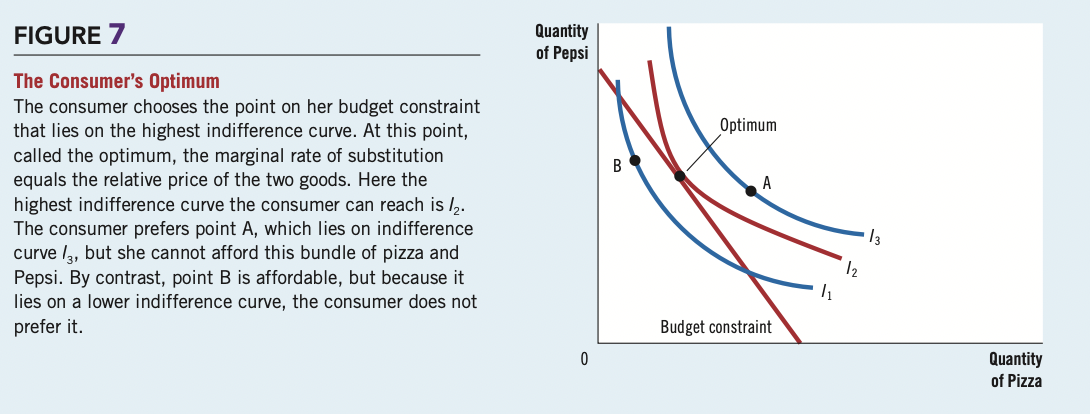 FIGURE 7
The Consumer's Optimum
The consumer chooses the point on her budget constraint
that lies on the highest indifference curve. At this point,
called the optimum, the marginal rate of substitution
equals the relative price of the two goods. Here the
highest indifference curve the consumer can reach is I₂.
The consumer prefers point A, which lies on indifference
curve I₃, but she cannot afford this bundle of pizza and
Pepsi. By contrast, point B is affordable, but because it
lies on a lower indifference curve, the consumer does not
prefer it.
Quantity
of Pepsi
Optimum
B
A
I₃
I₂
I₁
Budget constraint
0
Quantity
of Pizza